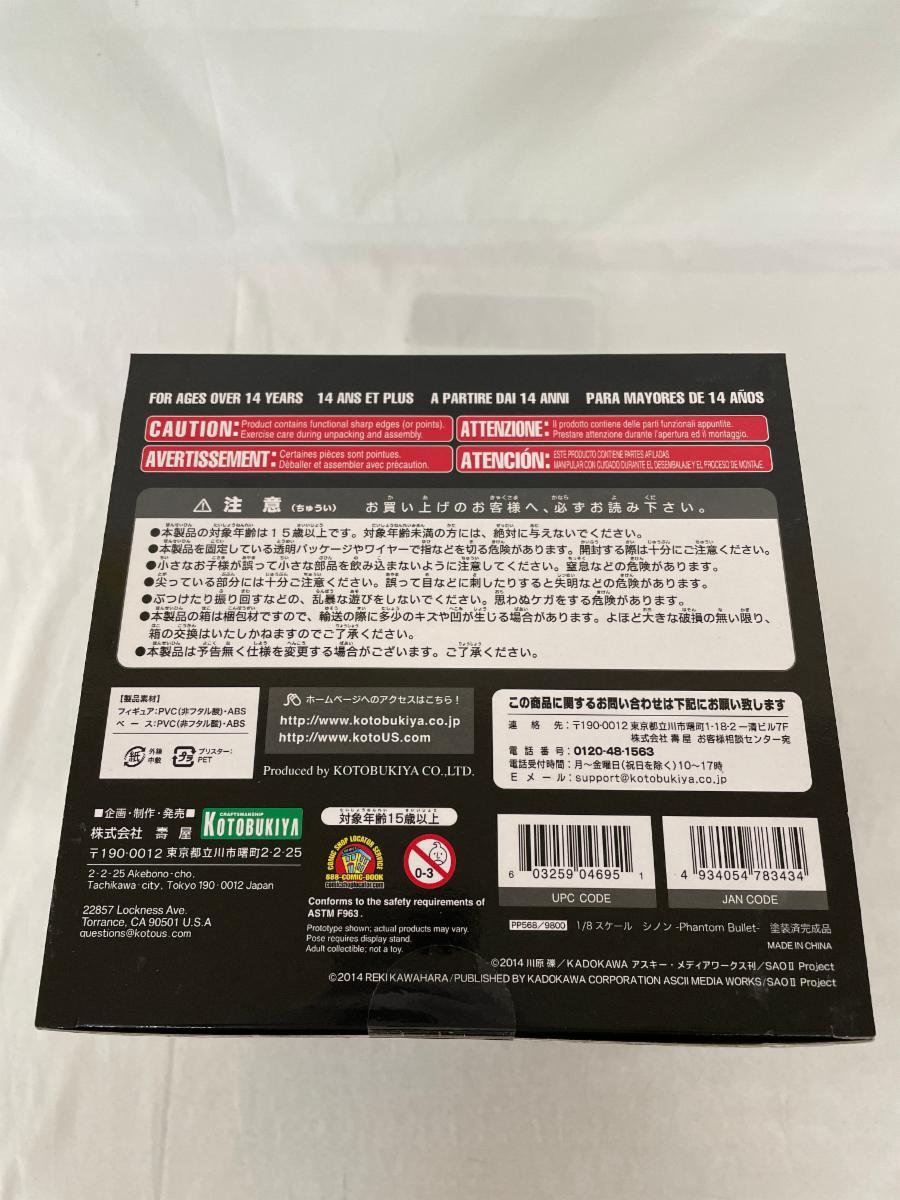 FOR AGES OVER 14 YEARS 14 ANS ET PLUS A PARTIRE DAI 14 ANNI PARA MAYORES DE 14 AÑOS
CAUTION: Product contains functional sharp edges (or points). Exercise care during unpacking and assembly.
ATTENZIONE: Il prodotto contiene delle parti funzionali appuntite. Prestare attenzione durante l'apertura ed il montaggio.
AVERTISSEMENT: Certaines pièces sont pointues. Déballer et assembler avec précaution.
ATENCIÓN: ESTE PRODUCTO CONTIENE PARTES AFILADAS. MANIPULAR CON CUIDADO DURANTE EL DESEMBALAJE Y EL PROCESO DE MONTAJE.
⚠ 注意(ちゅうい) お買い上げのお客様へ、必ずお読み下さい。
●本製品の対象年齢は15歳以上です。対象年齢未満の方には、絶対に与えないでください。
●本製品を固定している透明パッケージやワイヤーで指などを切る危険があります。開封する際は十分にご注意ください。
●小さなお子様が誤って小さな部品を飲み込まないように注意してください。窒息などの危険があります。
●尖っている部分には十分ご注意ください。誤って目などに刺したりすると失明などの危険があります。
●ぶつけたり振り回すなどの、乱暴な遊びをしないでください。思わぬケガをする危険があります。
●本製品の箱は梱包材ですので、輸送の際に多少のキズや凹が生じる場合があります。よほど大きな破損の無い限り、
箱の交換はいたしかねますのでご了承ください。
●本製品は予告無く仕様を変更する場合がございます。ご了承ください。
【製品素材】
フィギュア:PVC(非フタル酸)・ABS
ベース:PVC(非フタル酸)・ABS
紙 外箱 中敷
プラ ブリスター: PET
ホームページへのアクセスはこちら!
http://www.kotobukiya.co.jp
http://www.kotoUS.com
Produced by KOTOBUKIYA CO.,LTD.
この商品に関するお問い合わせは下記にお願い致します
連絡先:〒190-0012 東京都立川市曙町1-18-2 一清ビル7F
株式会社 壽屋 お客様相談センター宛
電話番号:0120-48-1563
電話受付時間:月~金曜日(祝日を除く)10~17時
Eメール:support@kotobukiya.co.jp
■企画・制作・発売■
株式会社 壽屋
CRAFTSMANSHIP
KOTOBUKIYA
〒190-0012 東京都立川市曙町2-2-25
2-2-25 Akebono-cho,
Tachikawa-city, Tokyo 190-0012 Japan
22857 Lockness Ave.
Torrance, CA 90501 U.S.A
questions@kotous.com
対象年齢15歳以上
COMIC SHOP LOCATOR SERVICE
888-COMIC-BOOK
comicshoplocator.com
0-3
Conforms to the safety requirements of
ASTM F963.
Prototype shown; actual products may vary.
Pose requires display stand.
Adult collectible; not a toy.
6 03259 04695 1
UPC CODE
4 934054 783434
JAN CODE
PP568/9800 1/8スケール シノン -Phantom Bullet- 塗装済完成品
MADE IN CHINA
©2014 川原 礫/KADOKAWA アスキー・メディアワークス刊/SAOⅡ Project
©2014 REKI KAWAHARA/PUBLISHED BY KADOKAWA CORPORATION ASCII MEDIA WORKS/SAOⅡ Project